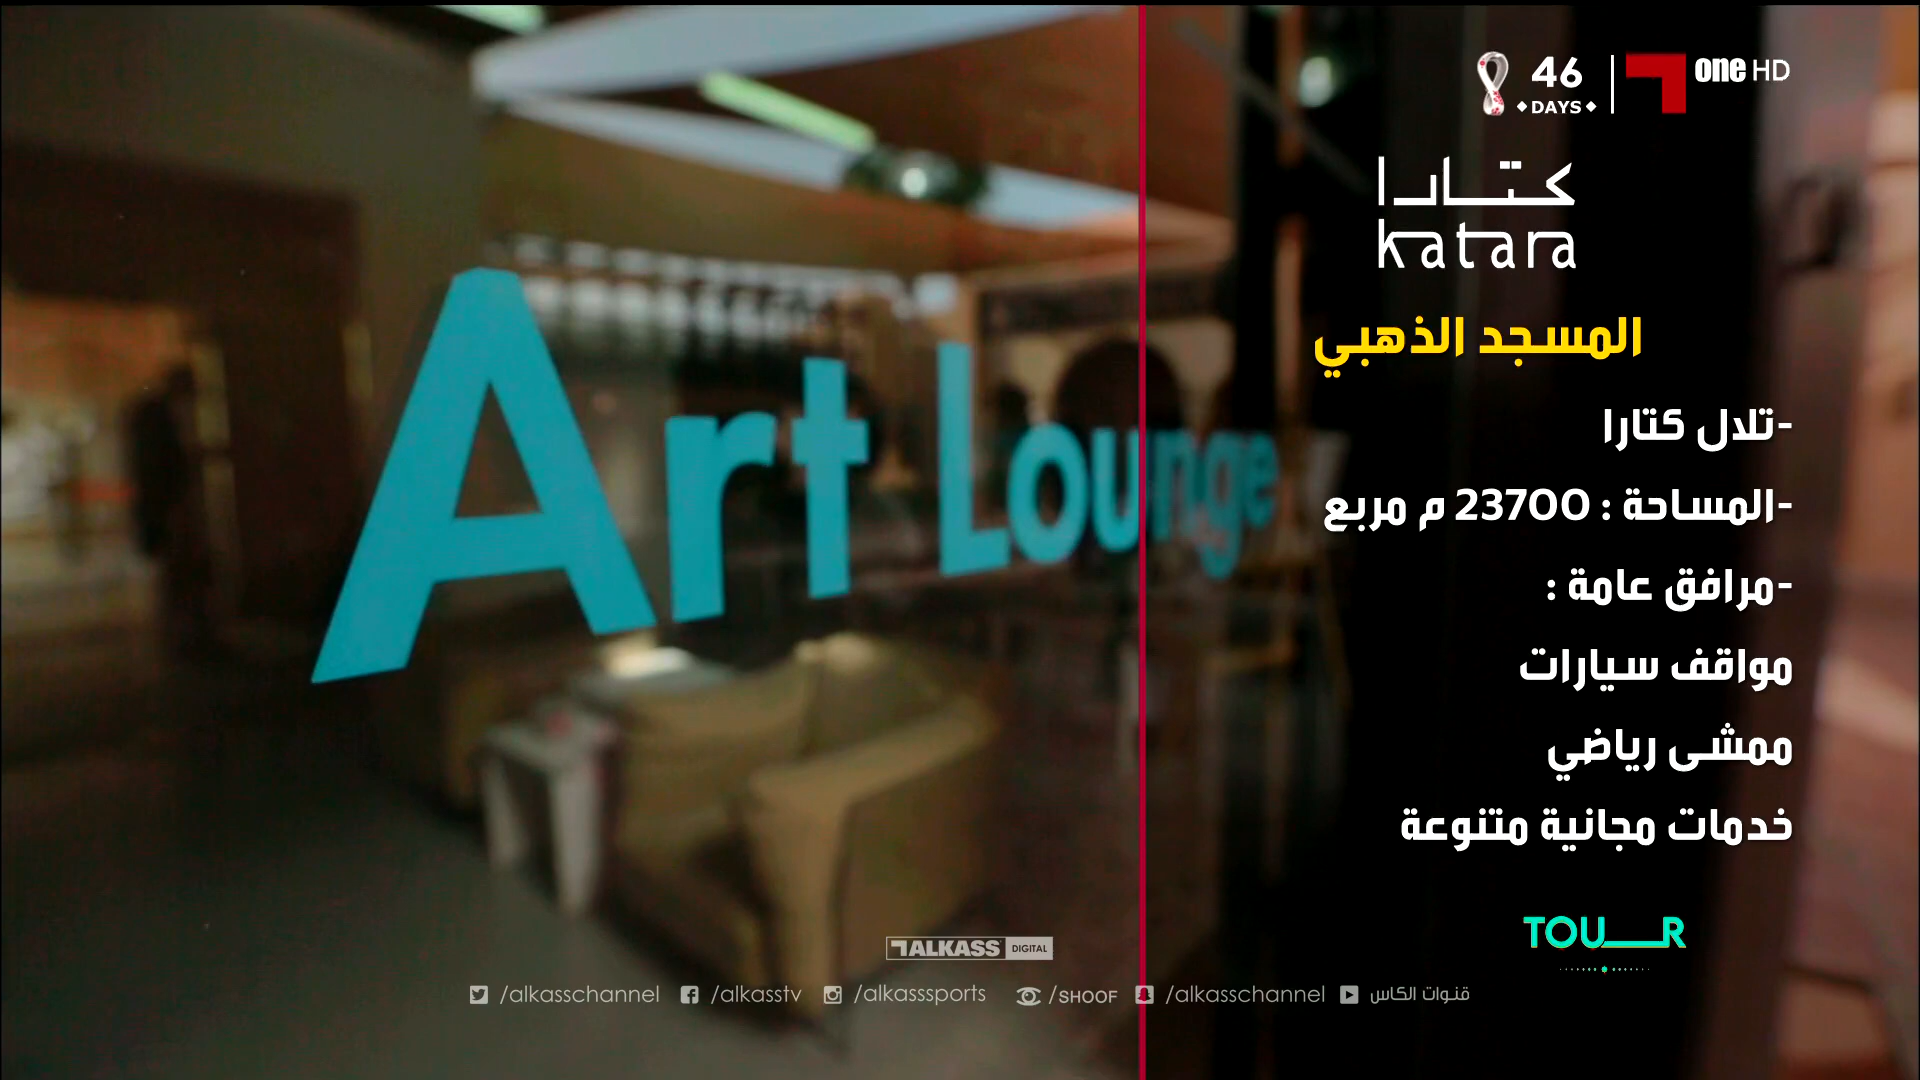 46
DAYS
one HD
كتارا
katara
المسجد الذهبي
-تلال كتارا
-المساحة : 23700 م مربع
-مرافق عامة :
مواقف سيارات
ممشى رياضي
خدمات مجانية متنوعة
Art Lounge
TOUR
ALKASS DIGITAL
/alkasschannel /alkasstv /alkasssports /SHOOF /alkasschannel قنوات الكاس